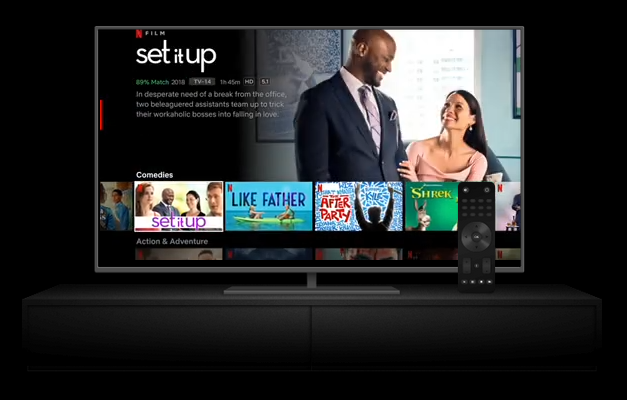 N FILM
set it up
89% Match 2018 TV-14 1h 45m HD 5.1
In desperate need of a break from the office,
two beleaguered assistants team up to trick
their workaholic bosses into falling in love.
Comedies
set it up
LIKE FATHER
THE AFTER PARTY
SHREK
Action & Adventure